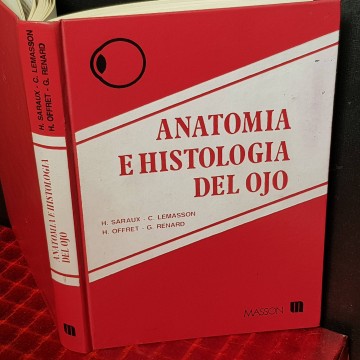 H. SARAUX - C. LEMASSON
H. OFFRET - G. RENARD
ANATOMIA E HISTOLOGIA
DEL OJO
ANATOMIA
E HISTOLOGIA
DEL OJO
H. SARAUX - C. LEMASSON
H. OFFRET - G. RENARD
MASSON